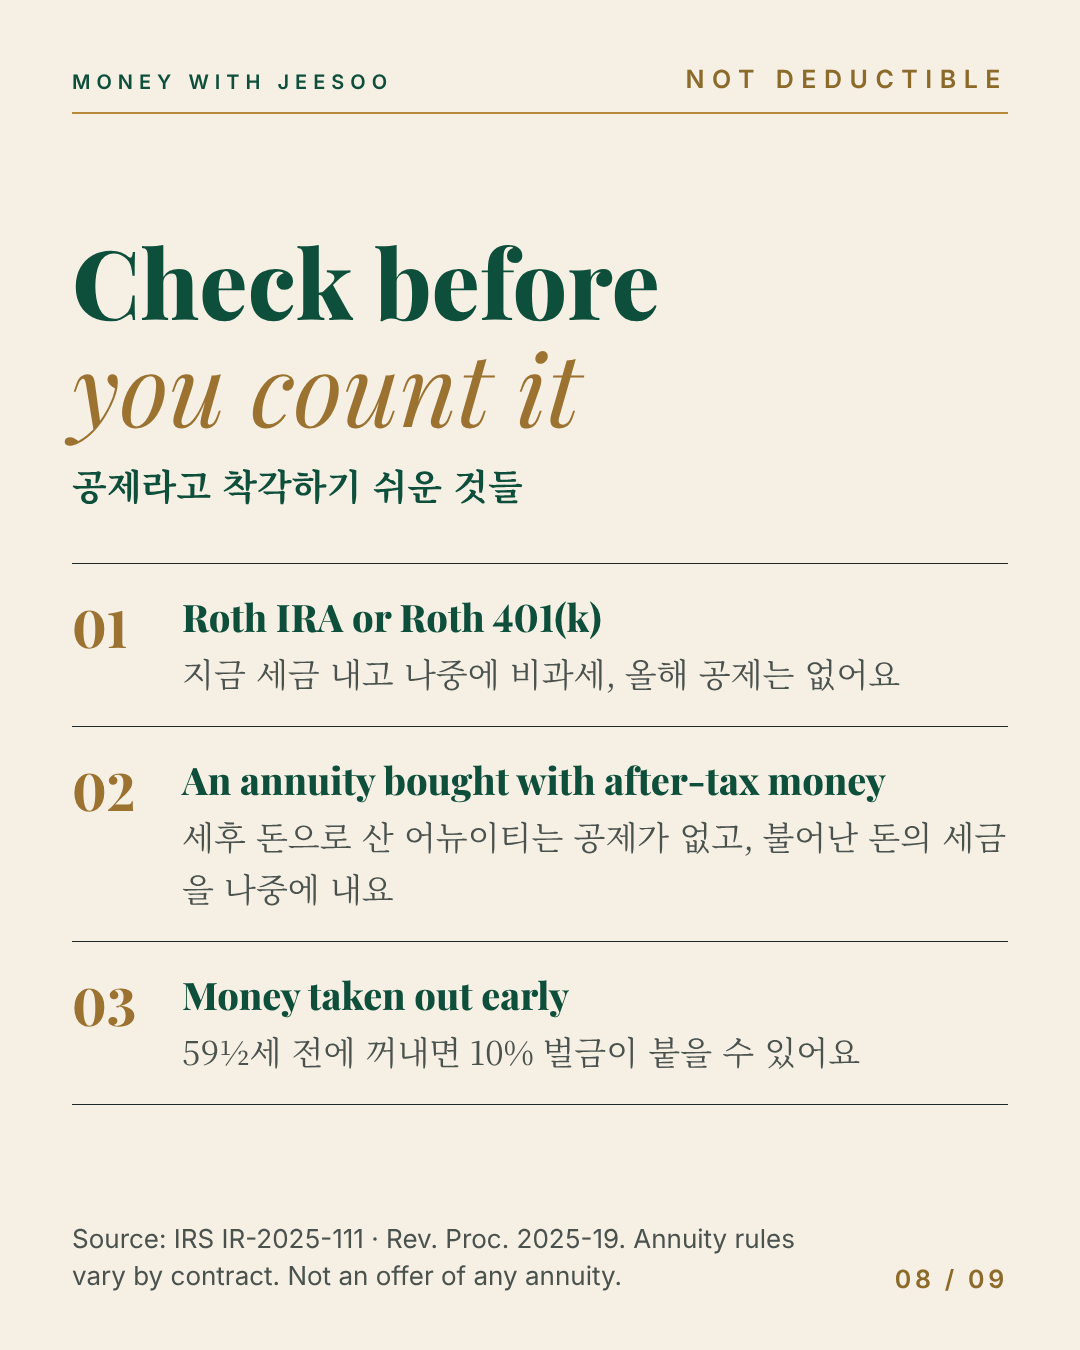 MONEY WITH JEESOO
NOT DEDUCTIBLE
Check before
you count it
공제라고 착각하기 쉬운 것들
01
Roth IRA or Roth 401(k)
지금 세금 내고 나중에 비과세, 올해 공제는 없어요
02
An annuity bought with after-tax money
세후 돈으로 산 어뉴이티는 공제가 없고, 불어난 돈의 세금
을 나중에 내요
03
Money taken out early
59½세 전에 꺼내면 10% 벌금이 붙을 수 있어요
Source: IRS IR-2025-111 · Rev. Proc. 2025-19. Annuity rules
vary by contract. Not an offer of any annuity.
08 / 09